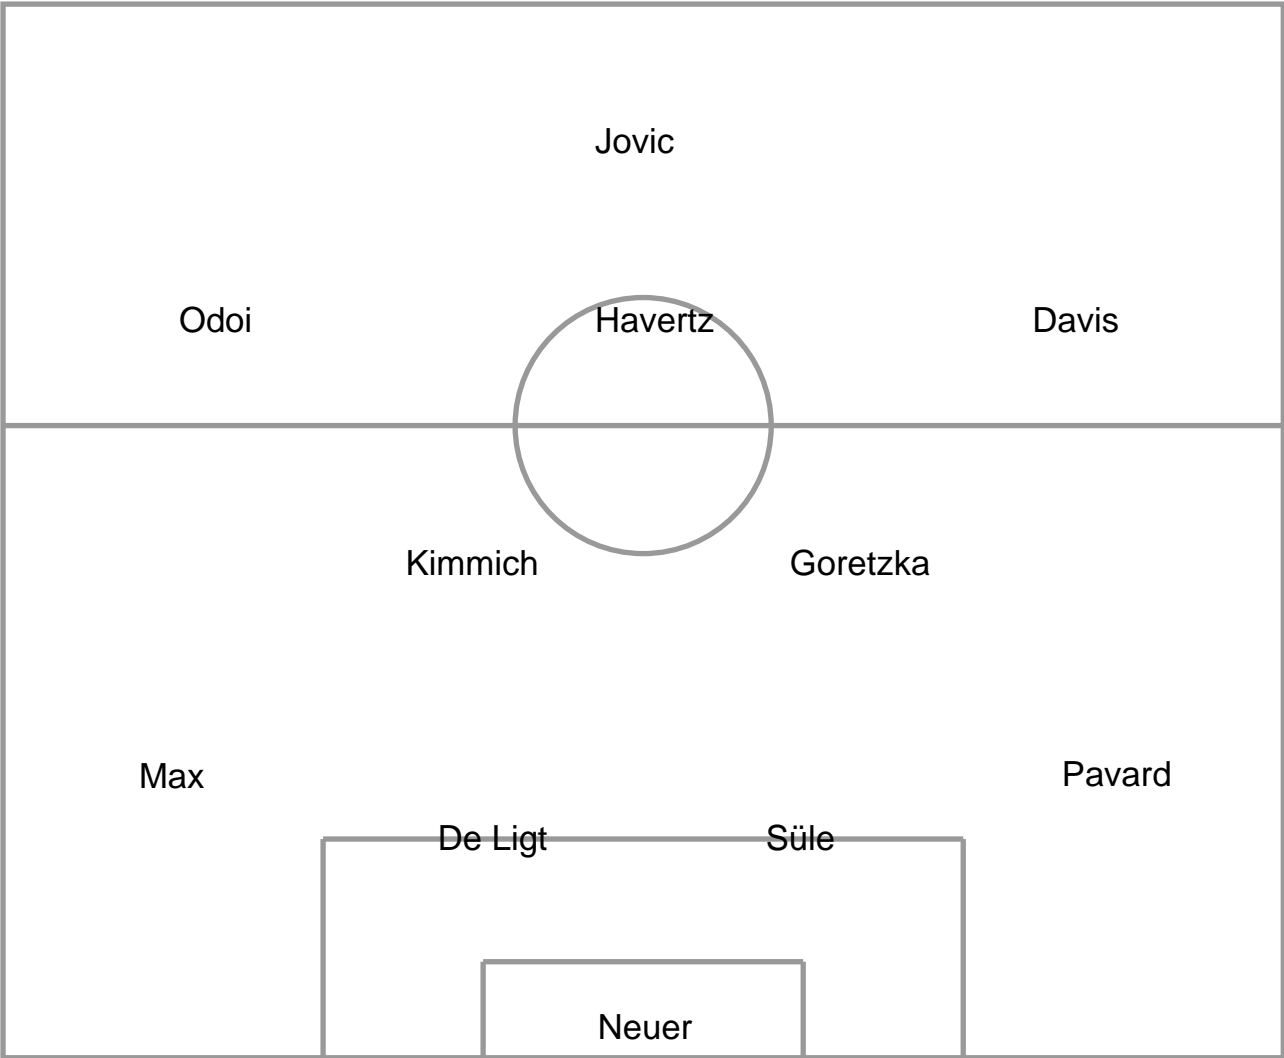 Jovic
Odoi Havertz Davis
Kimmich Goretzka
Max Pavard
De Ligt Süle
Neuer